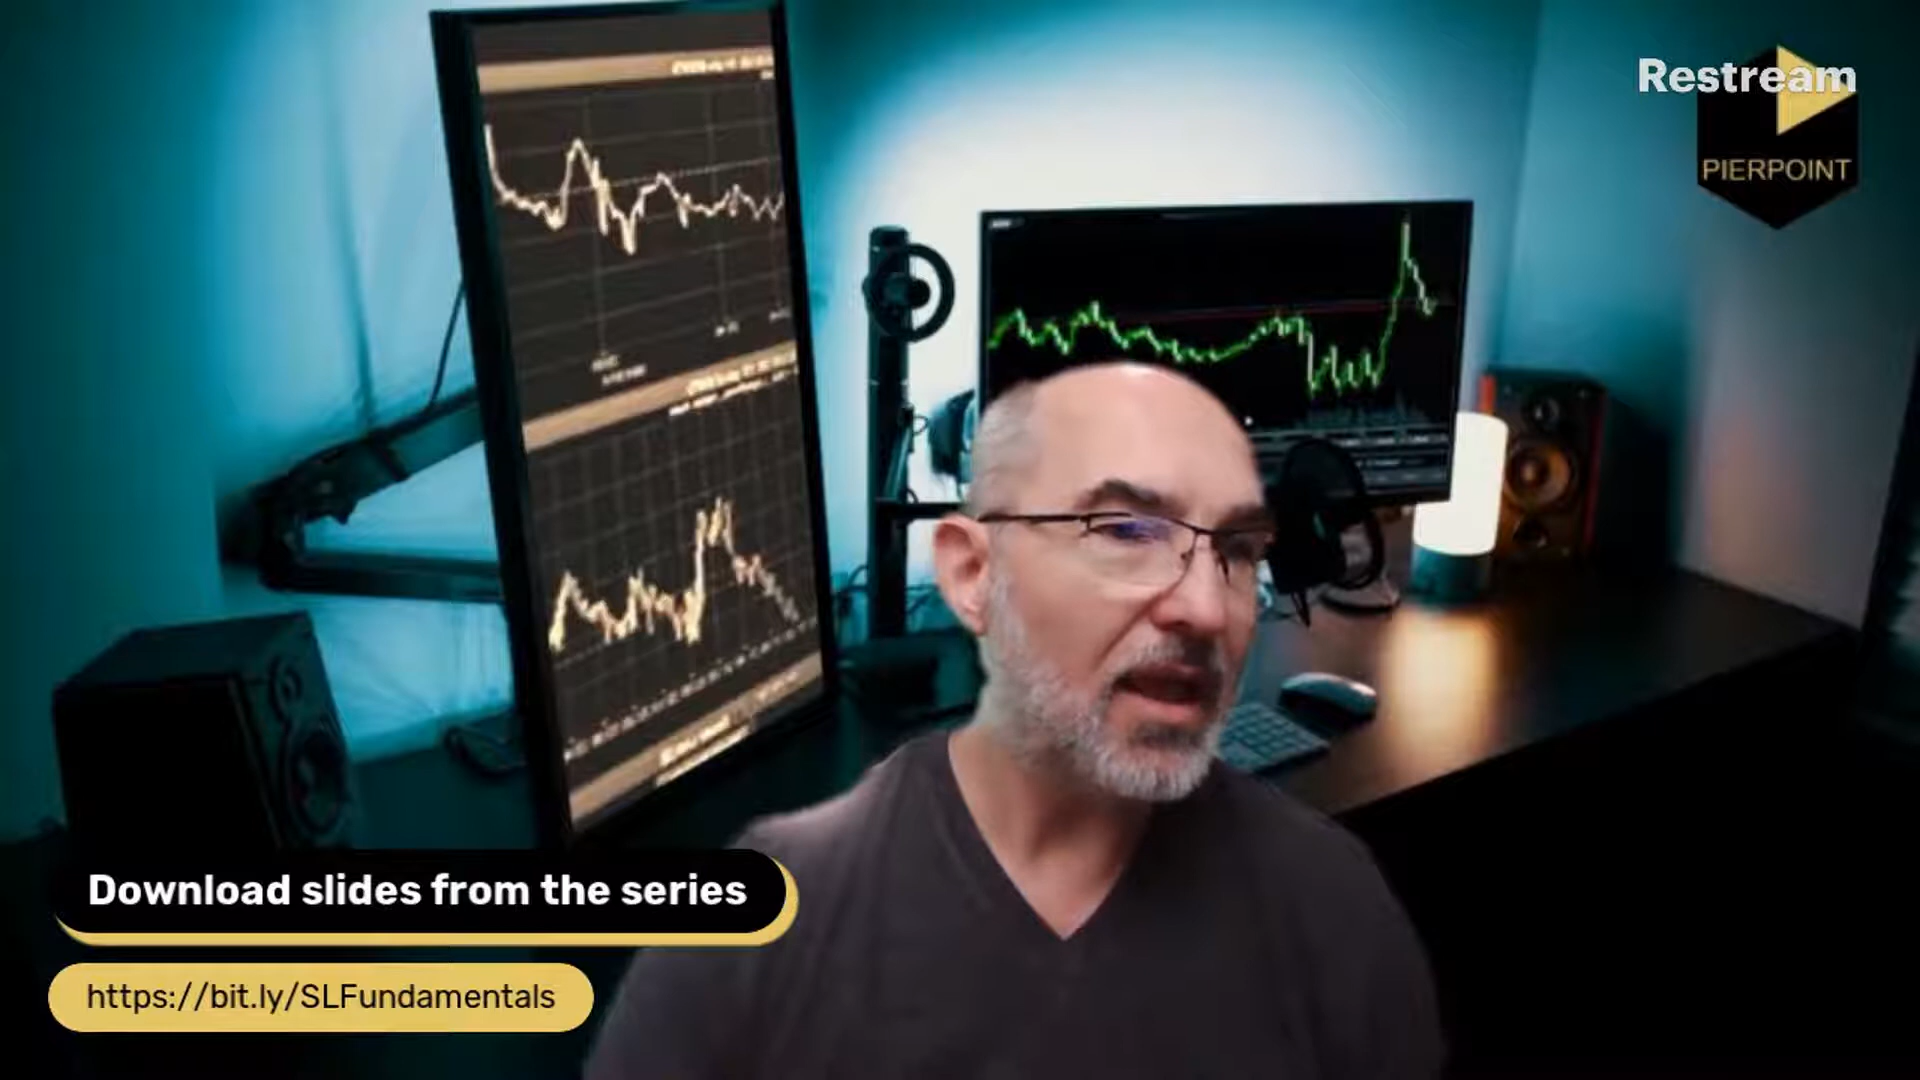 Restream
PIERPOINT
Download slides from the series
https://bit.ly/SLFundamentals